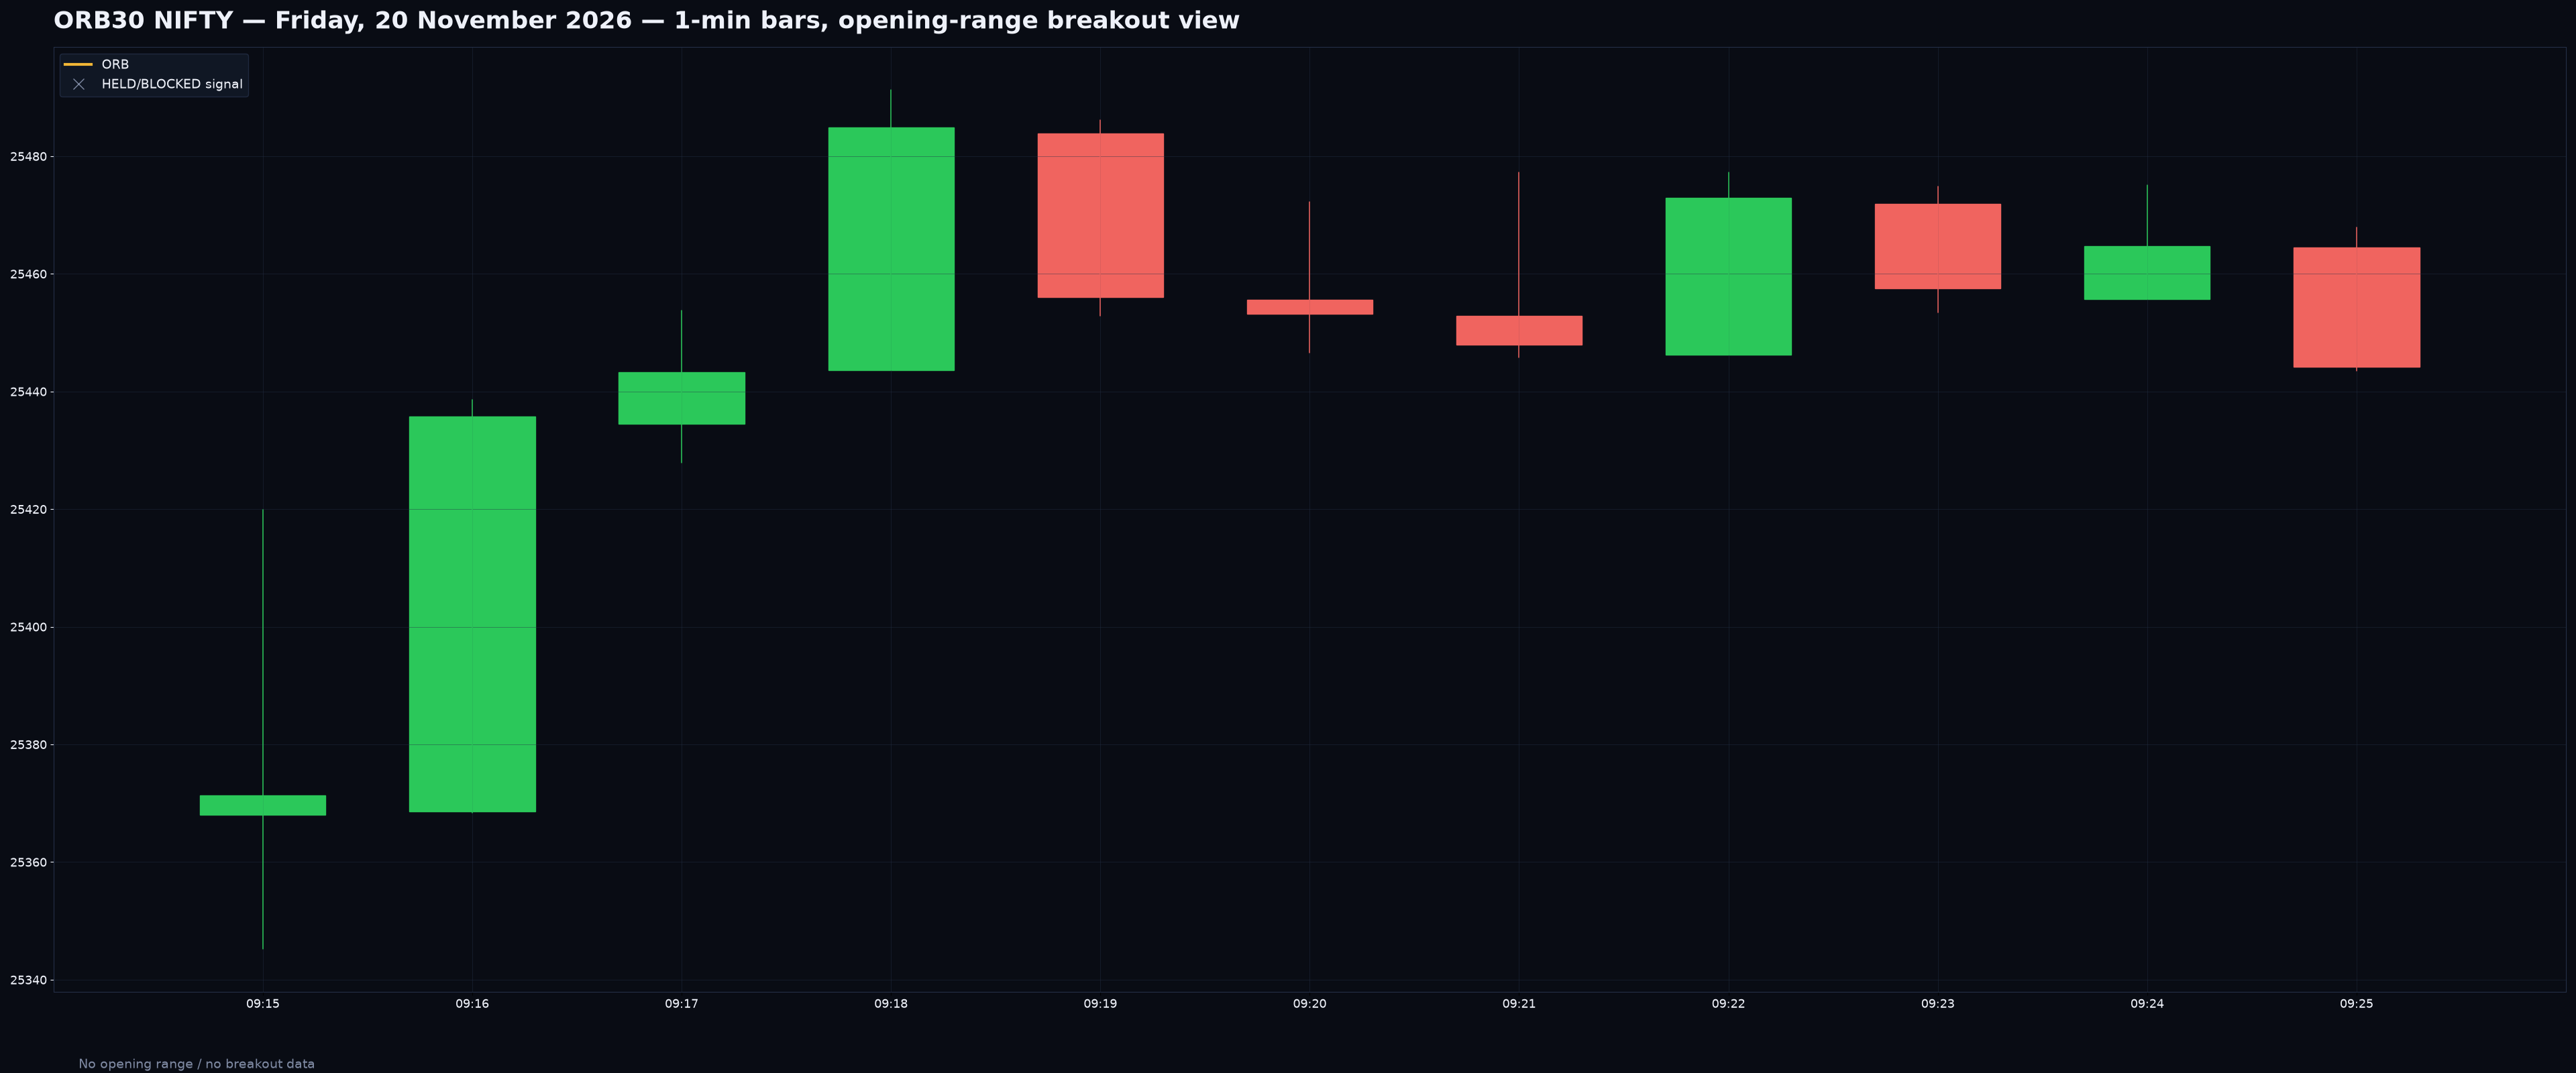 ORB30 NIFTY — Friday, 20 November 2026 — 1-min bars, opening-range breakout view
ORB
HELD/BLOCKED signal
25480
25460
25440
25420
25400
25380
25360
25340
09:15 09:16 09:17 09:18 09:19 09:20 09:21 09:22 09:23 09:24 09:25
No opening range / no breakout data